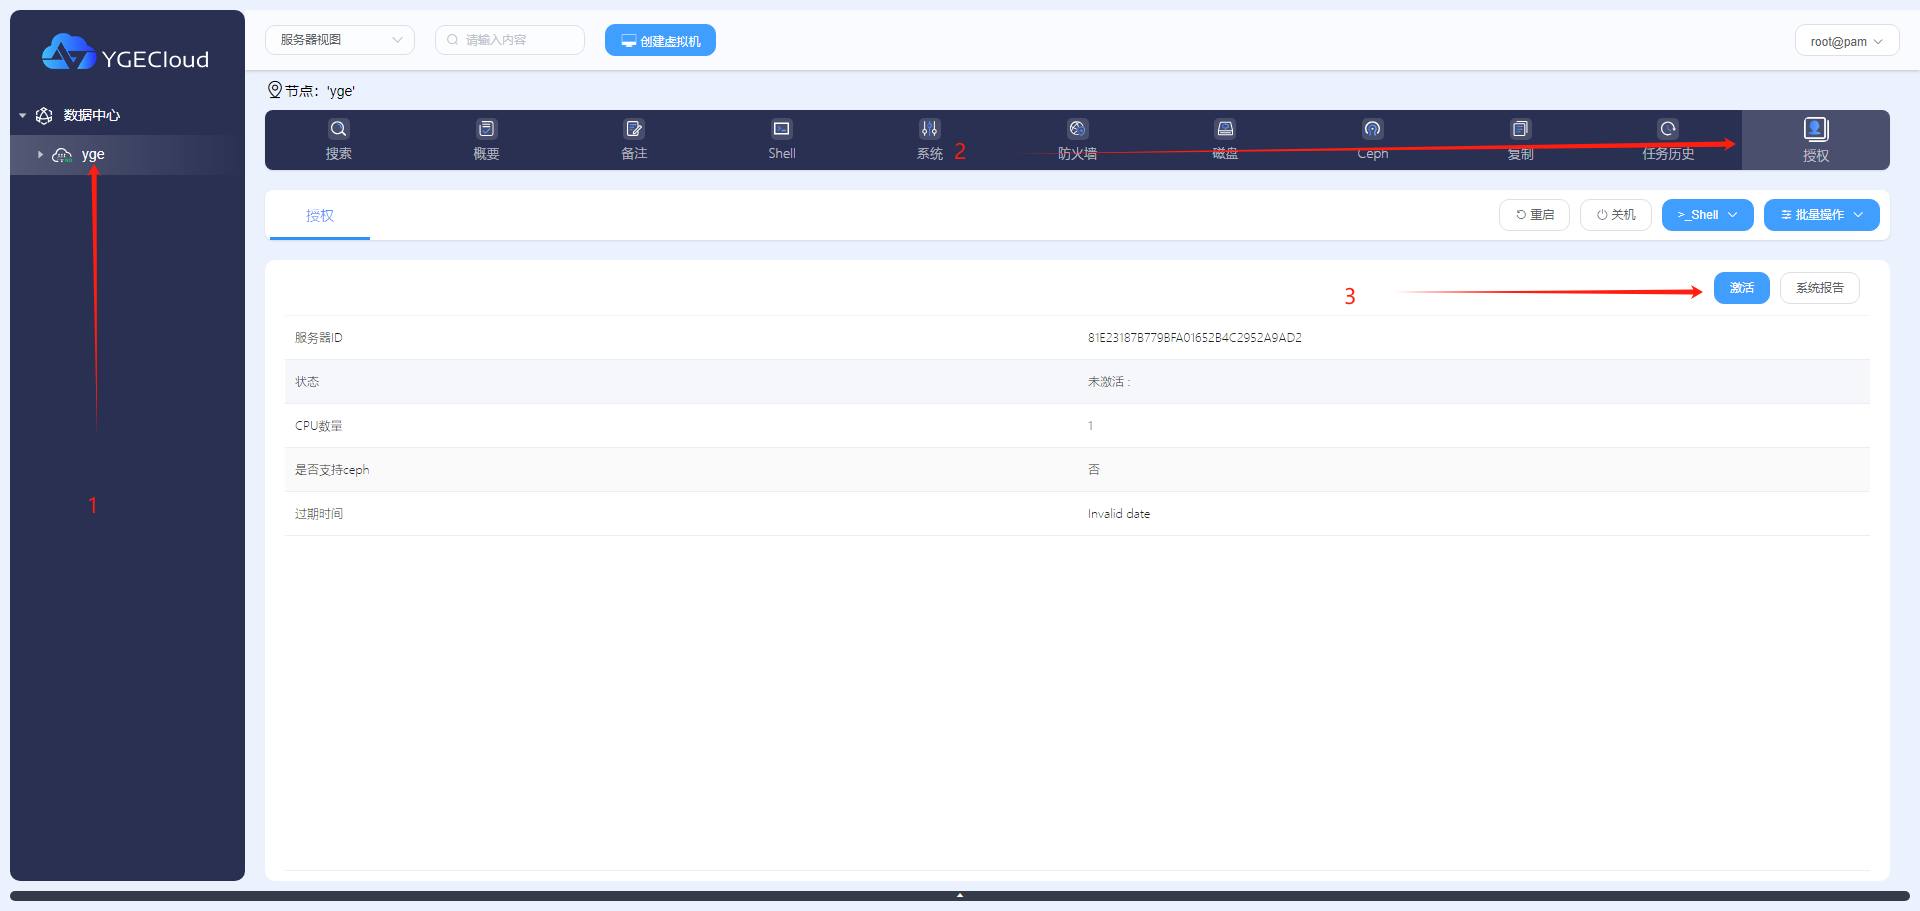 YGECloud
服务器视图
请输入内容
创建虚拟机
root@pam
数据中心
yge
节点：'yge'
搜索
概要
备注
Shell
系统
2
防火墙
磁盘
Ceph
复制
任务历史
授权
授权
重启
关机
>_Shell
批量操作
3
激活
系统报告
服务器ID
81E23187B779BFA01652B4C2952A9AD2
状态
未激活 :
CPU数量
1
是否支持ceph
否
过期时间
Invalid date
1